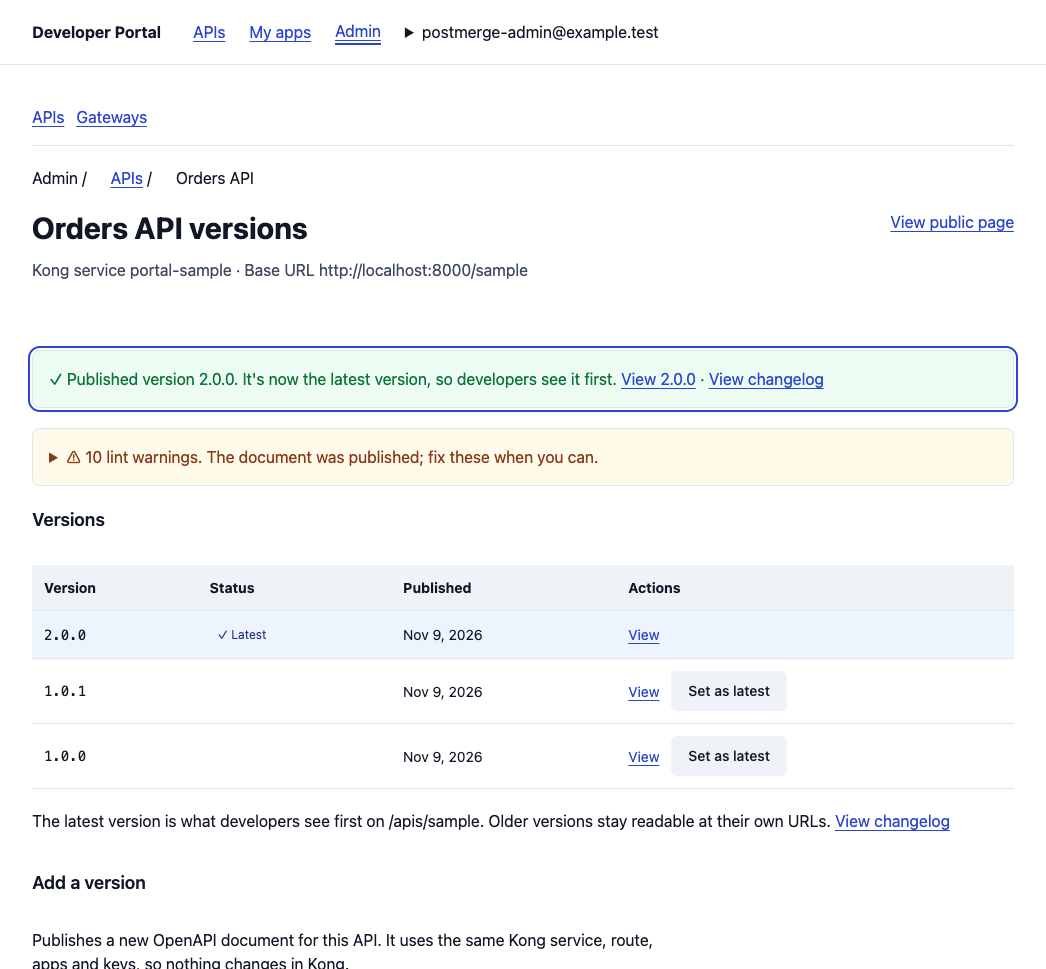 Developer Portal APIs My apps Admin ▶ postmerge-admin@example.test
APIs Gateways
Admin / APIs / Orders API
Orders API versions
View public page
Kong service portal-sample · Base URL http://localhost:8000/sample
✓ Published version 2.0.0. It's now the latest version, so developers see it first. View 2.0.0 · View changelog
▶ ⚠ 10 lint warnings. The document was published; fix these when you can.
Versions
Version Status Published Actions
2.0.0 ✓ Latest Nov 9, 2026 View
1.0.1 Nov 9, 2026 View Set as latest
1.0.0 Nov 9, 2026 View Set as latest
The latest version is what developers see first on /apis/sample. Older versions stay readable at their own URLs. View changelog
Add a version
Publishes a new OpenAPI document for this API. It uses the same Kong service, route,
apps and keys, so nothing changes in Kong.